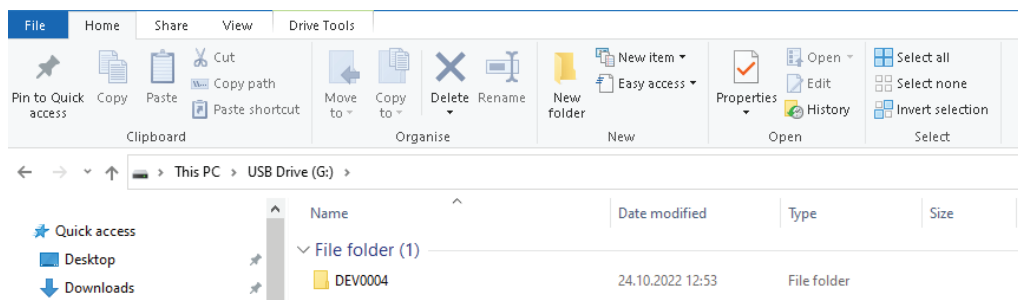 File Home Share View Drive Tools
Pin to Quick access
Copy
Paste
Cut
Copy path
Paste shortcut
Clipboard
Move to
Copy to
Delete
Rename
Organise
New folder
New item
Easy access
New
Properties
Open
Edit
History
Open
Select all
Select none
Invert selection
Select
This PC > USB Drive (G:) >
Name Date modified Type Size
Quick access
Desktop
Downloads
File folder (1)
DEV0004 24.10.2022 12:53 File folder